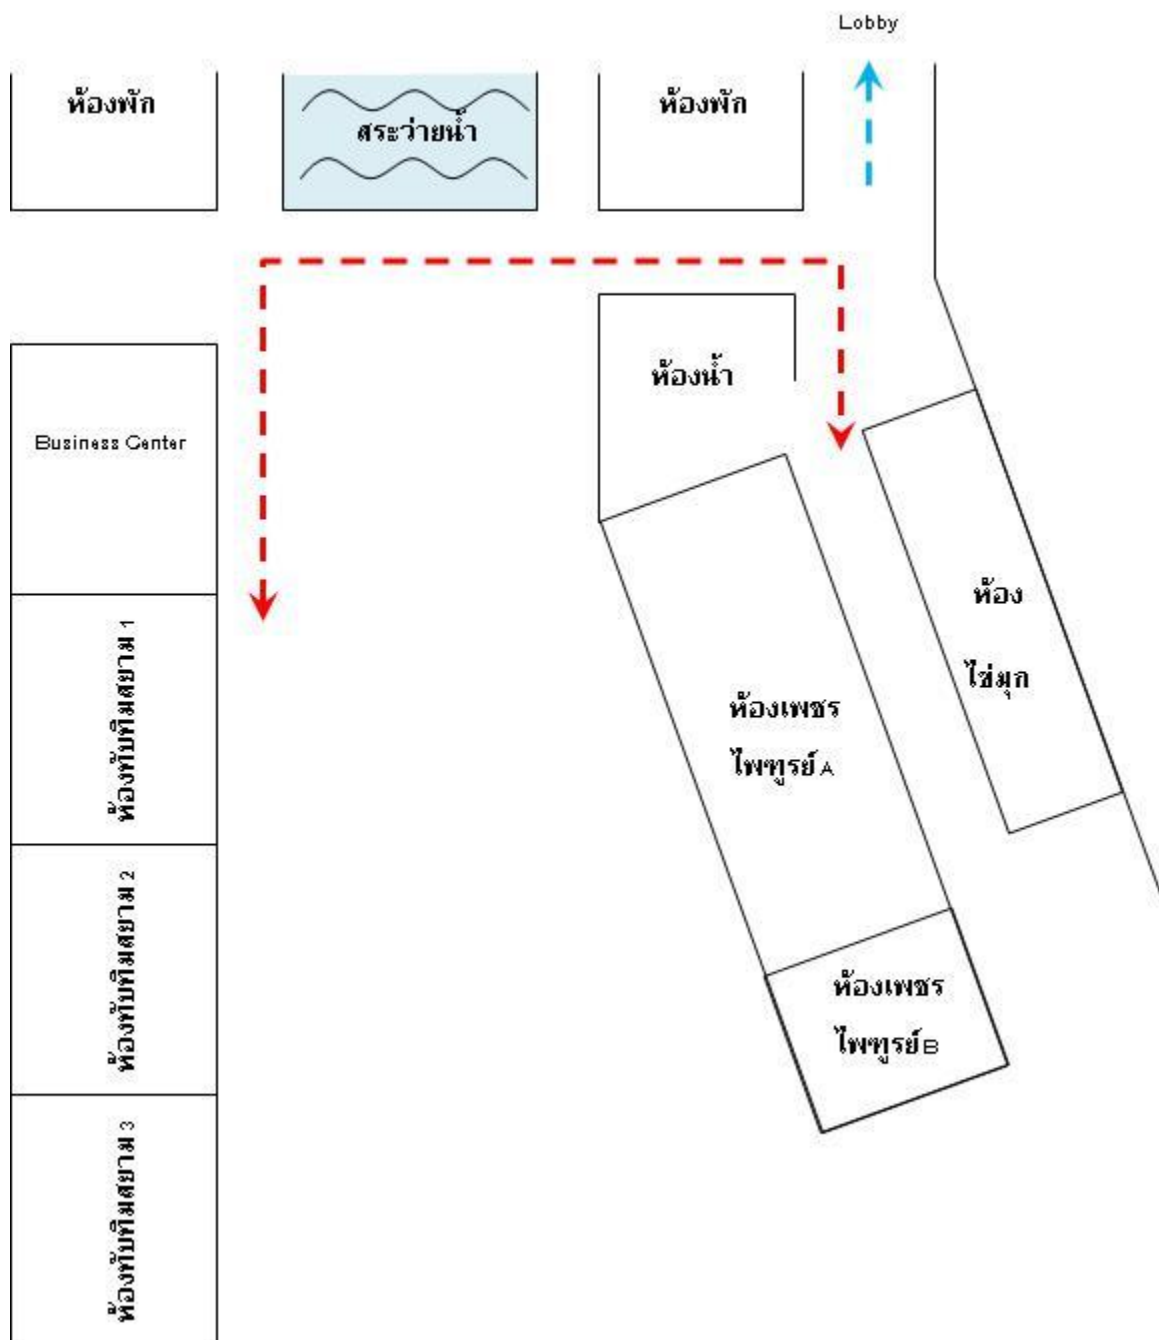 Lobby
ห้องพัก
สระว่ายน้ำ
ห้องพัก
ห้องน้ำ
Business Center
ห้อง
ไข่มุก
ห้องทับทิมสยาม 1
ห้องเพชร
ไพฑูรย์ A
ห้องทับทิมสยาม 2
ห้องเพชร
ไพฑูรย์ B
ห้องทับทิมสยาม 3